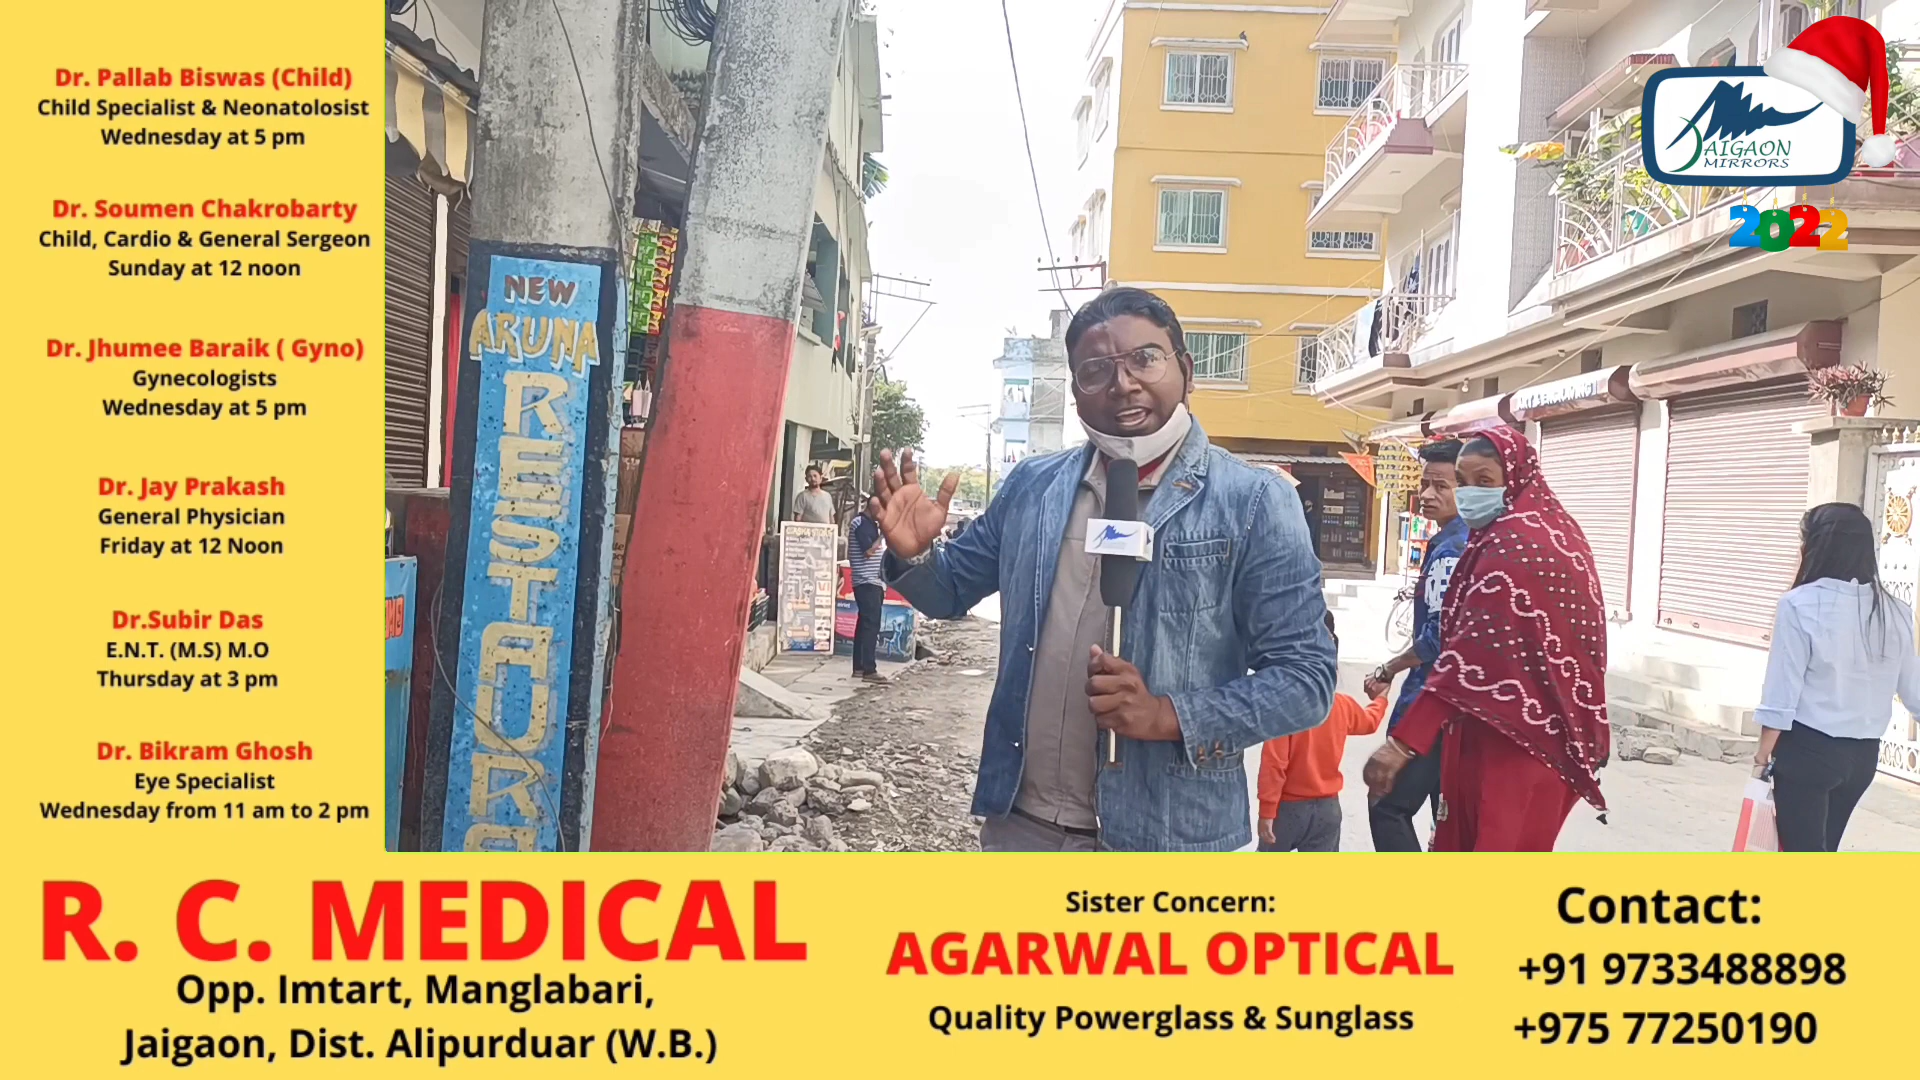 Dr. Pallab Biswas (Child)
Child Specialist & Neonatolosist
Wednesday at 5 pm
Dr. Soumen Chakrobarty
Child, Cardio & General Sergeon
Sunday at 12 noon
Dr. Jhumee Baraik ( Gyno)
Gynecologists
Wednesday at 5 pm
Dr. Jay Prakash
General Physician
Friday at 12 Noon
Dr.Subir Das
E.N.T. (M.S) M.O
Thursday at 3 pm
Dr. Bikram Ghosh
Eye Specialist
Wednesday from 11 am to 2 pm
NEW
ARUNA
RESTAURA
JAIGAON
MIRRORS
2022
R. C. MEDICAL
Opp. Imtart, Manglabari,
Jaigaon, Dist. Alipurduar (W.B.)
Sister Concern:
AGARWAL OPTICAL
Quality Powerglass & Sunglass
Contact:
+91 9733488898
+975 77250190